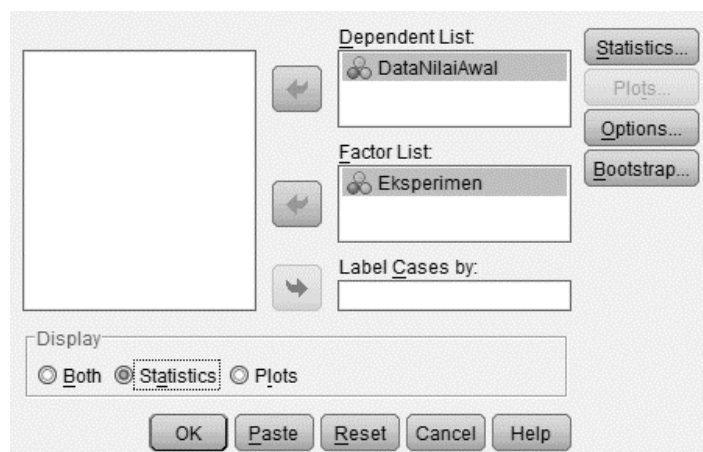 Dependent List:
DataNilaiAwal
Factor List:
Eksperimen
Label Cases by:
Statistics...
Plots...
Options...
Bootstrap...
Display
Both Statistics Plots
OK Paste Reset Cancel Help